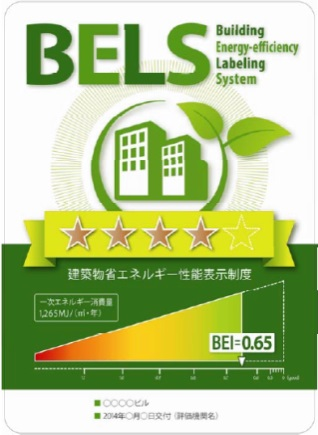 BELS
Building
Energy-efficiency
Labeling
System
建築物省エネルギー性能表示制度
一次エネルギー消費量
1,265MJ/(㎡・年)
BEI=0.65
■ ○○○○ビル
■ 2014年○月○日交付(評価機関名)